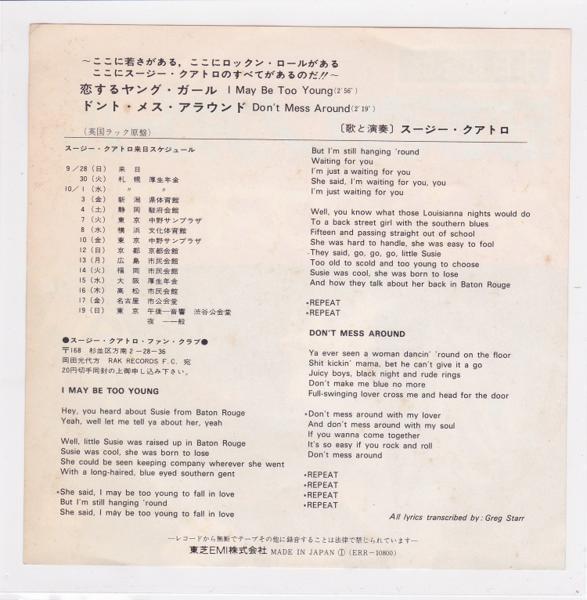 〜ここに若さがある，ここにロックン・ロールがある
ここにスージー・クアトロのすべてがあるのだ!!〜
恋するヤング・ガール I May Be Too Young(2'56")
ドント・メス・アラウンド Don't Mess Around(2'19")
(英国ラック原盤)
〔歌と演奏〕スージー・クアトロ
スージー・クアトロ来日スケジュール
9／28(日) 来 日
30(火) 札 幌 厚生年金
10／1(水) 〃 〃
3(金) 新 潟 県体育館
4(土) 静 岡 駿府会館
7(火) 東 京 中野サンプラザ
8(水) 横 浜 文化体育館
10(金) 東 京 中野サンプラザ
12(日) 京 都 京都会館
13(月) 広 島 市民会館
14(火) 福 岡 市民会館
15(水) 大 阪 厚生年金
16(木) 高 松 市民会館
17(金) 名古屋 市公会堂
19(日) 東 京 午後一音響 渋谷公会堂
夜 一一般
●スージー・クアトロ・ファン・クラブ●
〒168 杉並区方南2－28－36
岡田光代方 RAK RECORDS F.C. 宛
20円切手同封の上御申し込み下さい。
I MAY BE TOO YOUNG
Hey, you heard about Susie from Baton Rouge
Yeah, well let me tell ya about her, yeah
Well, little Susie was raised up in Baton Rouge
Susie was cool, she was born to lose
She could be seen keeping company wherever she went
With a long-haired, blue eyed southern gent
*She said, I may be too young to fall in love
But I'm still hanging 'round
She said, I may be too young to fall in love
But I'm still hanging 'round
Waiting for you
I'm just a waiting for you
She said, I'm waiting for you, you
I'm just waiting for you
Well, you know what those Louisianna nights would do
To a back street girl with the southern blues
Fifteen and passing straight out of school
She was hard to handle, she was easy to fool
They said, go, go, go, little Susie
Too old to scold and too young to choose
Susie was cool, she was born to lose
And how they talk about her back in Baton Rouge
*REPEAT
*REPEAT
DON'T MESS AROUND
Ya ever seen a woman dancin' 'round on the floor
Shit kickin' mama, bet he can't give it a go
Juicy boys, black night and rude rings
Don't make me blue no more
Full-swinging lover cross me and head for the door
*Don't mess around with my lover
And don't mess around with my soul
If you wanna come together
It's so easy if you rock and roll
Don't mess around
*REPEAT
*REPEAT
*REPEAT
*REPEAT
All lyrics transcribed by: Greg Starr
—レコードから無断でテープその他に録音することは法律で禁じられています—
東芝EMI株式会社 MADE IN JAPAN Ⓘ (ERR-10800)